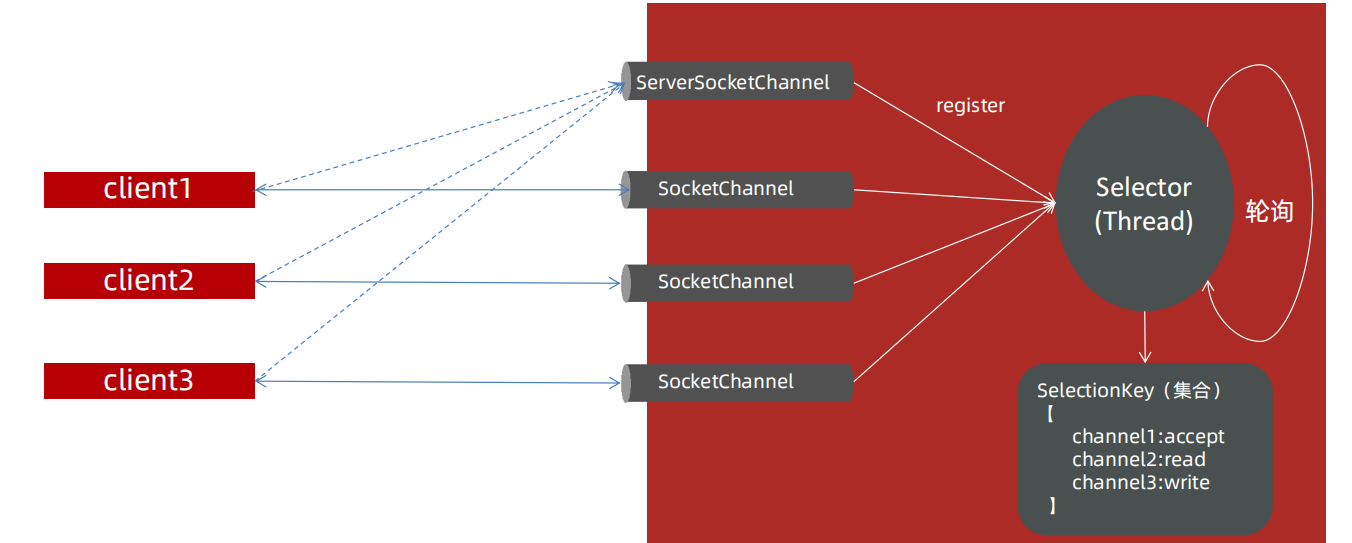 ServerSocketChannel
register
client1
SocketChannel
Selector
(Thread)
轮询
client2
SocketChannel
client3
SocketChannel
SelectionKey（集合）
【
channel1:accept
channel2:read
channel3:write
】